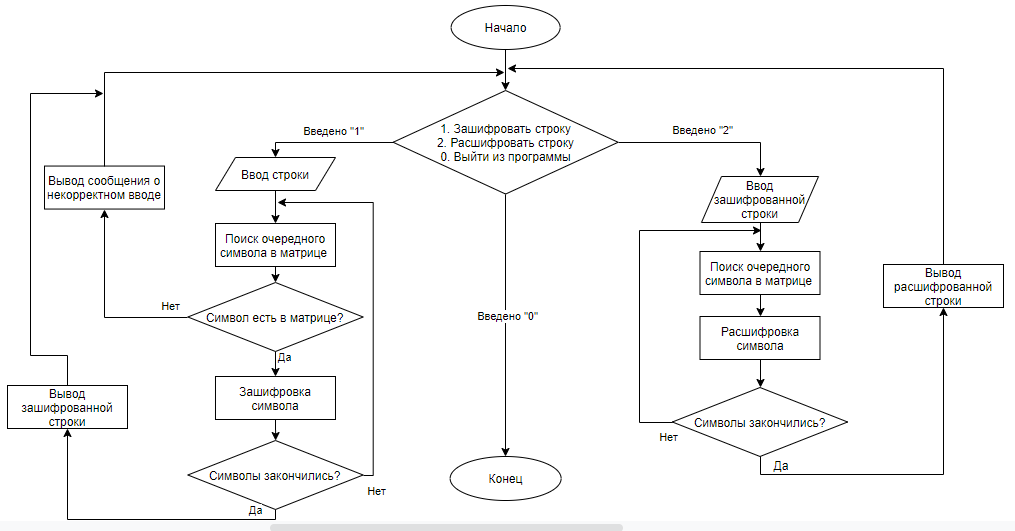 Начало
Введено "1"
1. Зашифровать строку
2. Расшифровать строку
0. Выйти из программы
Введено "2"
Вывод сообщения о
некорректном вводе
Ввод строки
Ввод
зашифрованной
строки
Поиск очередного
символа в матрице
Поиск очередного
символа в матрице
Вывод
расшифрованной
строки
Нет
Символ есть в матрице?
Введено "0"
Расшифровка
символа
Да
Вывод
зашифрованной
строки
Зашифровка
символа
Символы закончились?
Нет
Да
Символы закончились?
Нет
Да
Конец